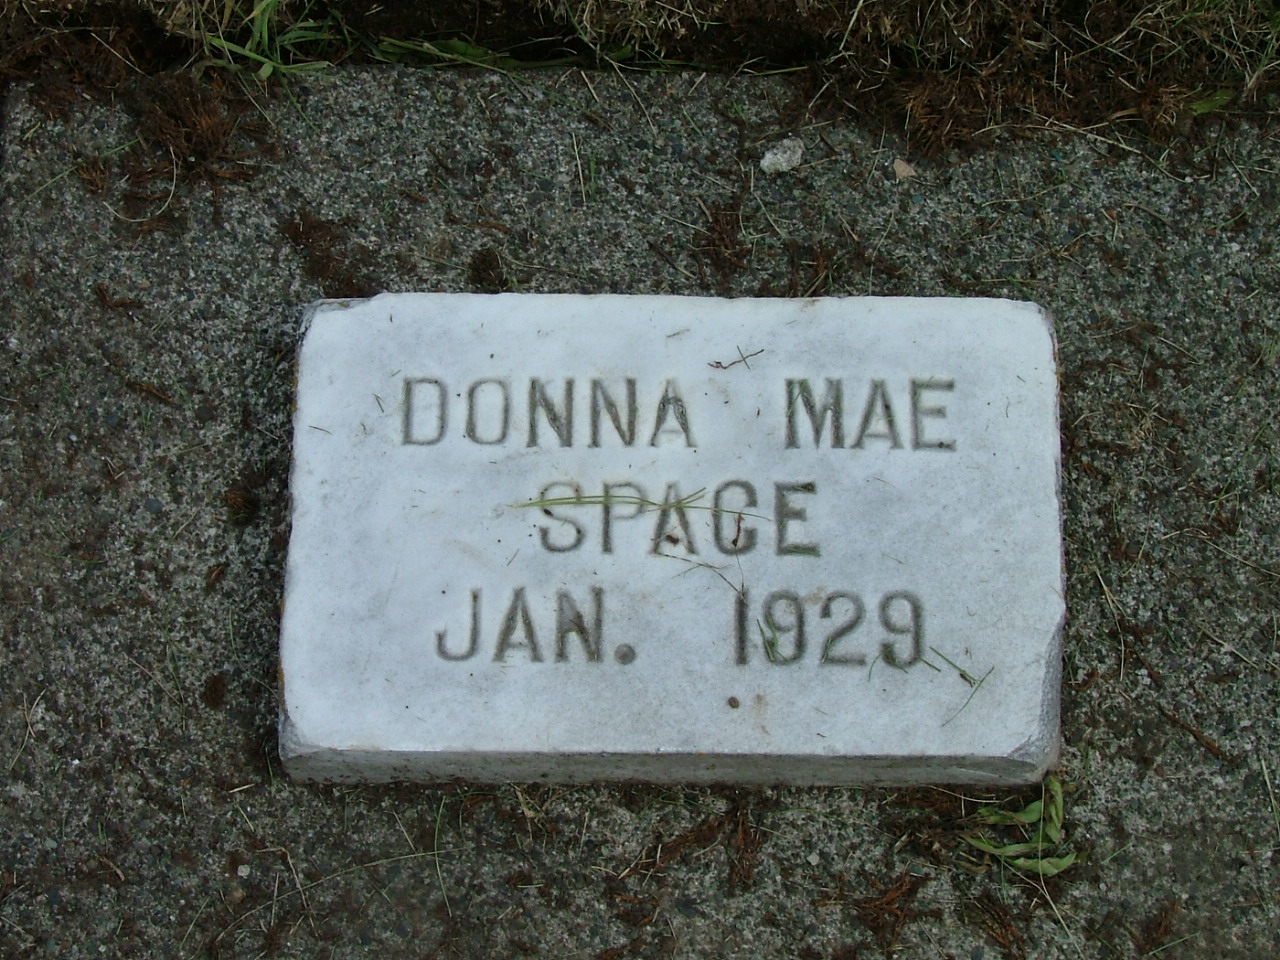 DONNA MAE
SPACE
JAN. 1929